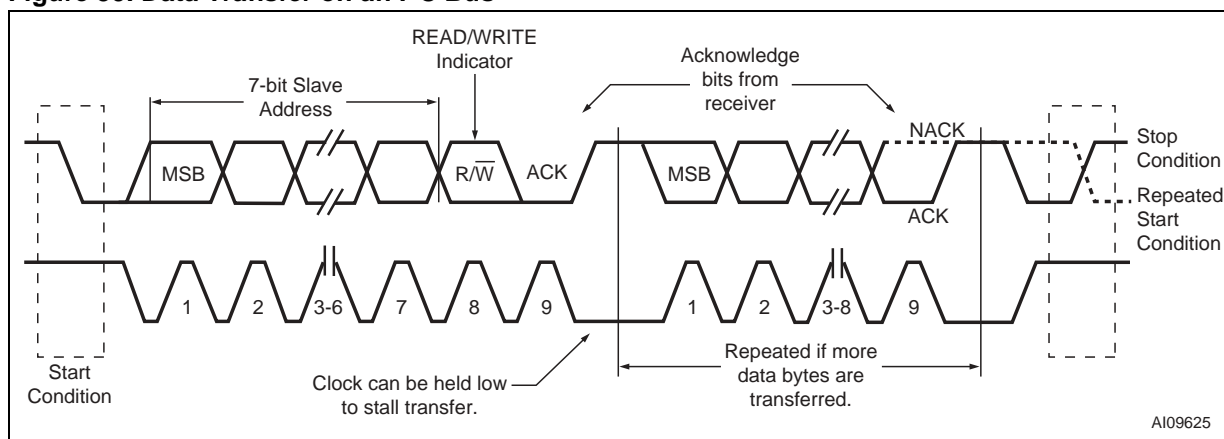 READ/WRITE
Indicator
7-bit Slave
Address
Acknowledge
bits from
receiver
MSB
R/W̅
ACK
MSB
NACK
ACK
Stop
Condition
Repeated
Start
Condition
1
2
3-6
7
8
9
1
2
3-8
9
Start
Condition
Clock can be held low
to stall transfer.
Repeated if more
data bytes are
transferred.
AI09625